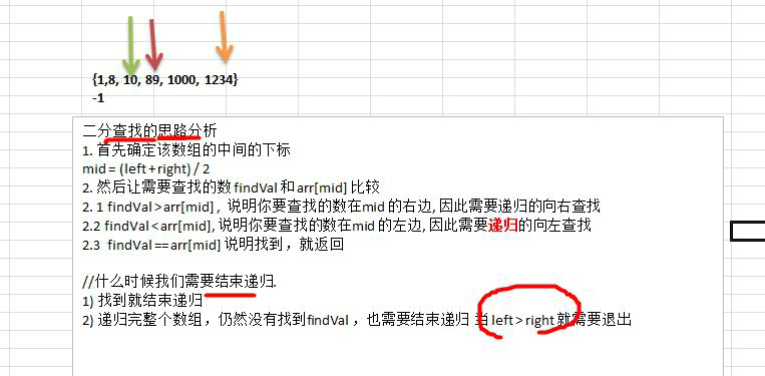 {1,8, 10, 89, 1000, 1234}
-1
二分查找的思路分析
1. 首先确定该数组的中间的下标
mid = (left + right) / 2
2. 然后让需要查找的数 findVal 和 arr[mid] 比较
2. 1 findVal > arr[mid] , 说明你要查找的数在mid 的右边, 因此需要递归的向右查找
2.2 findVal < arr[mid], 说明你要查找的数在mid 的左边, 因此需要递归的向左查找
2.3 findVal == arr[mid] 说明找到，就返回
//什么时候我们需要结束递归.
1) 找到就结束递归
2) 递归完整个数组，仍然没有找到findVal ，也需要结束递归 当 left > right 就需要退出